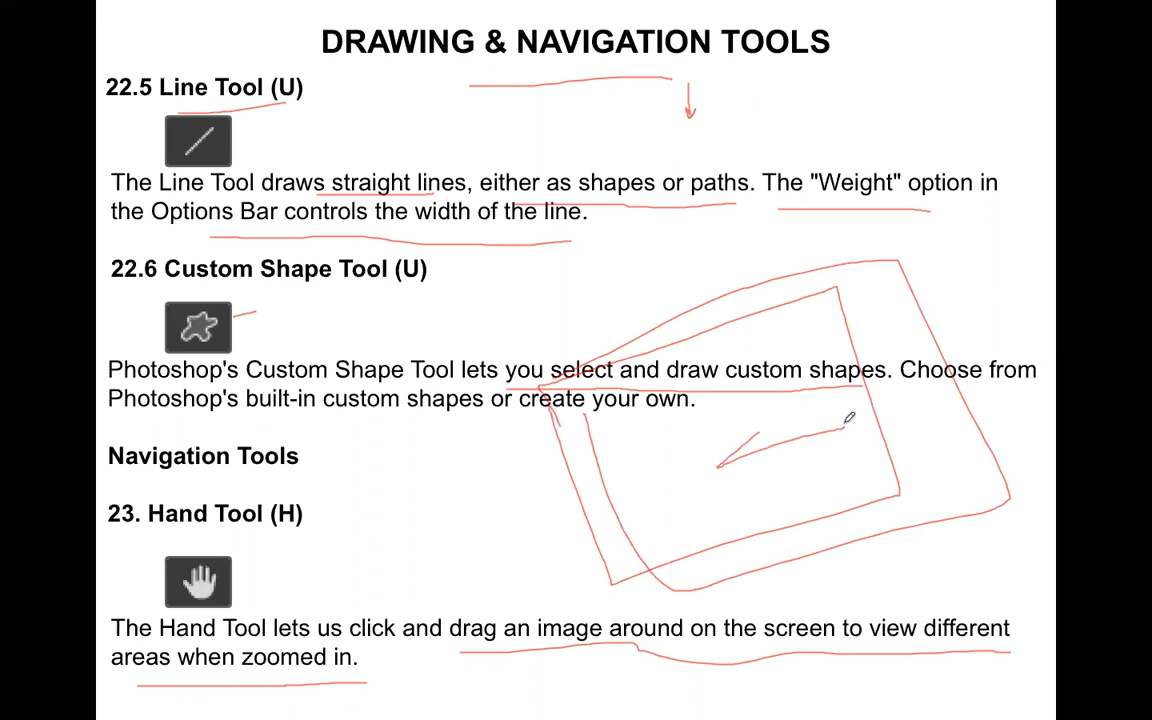 DRAWING & NAVIGATION TOOLS
22.5 Line Tool (U)
The Line Tool draws straight lines, either as shapes or paths. The "Weight" option in
the Options Bar controls the width of the line.
22.6 Custom Shape Tool (U)
Photoshop's Custom Shape Tool lets you select and draw custom shapes. Choose from
Photoshop's built-in custom shapes or create your own.
Navigation Tools
23. Hand Tool (H)
The Hand Tool lets us click and drag an image around on the screen to view different
areas when zoomed in.